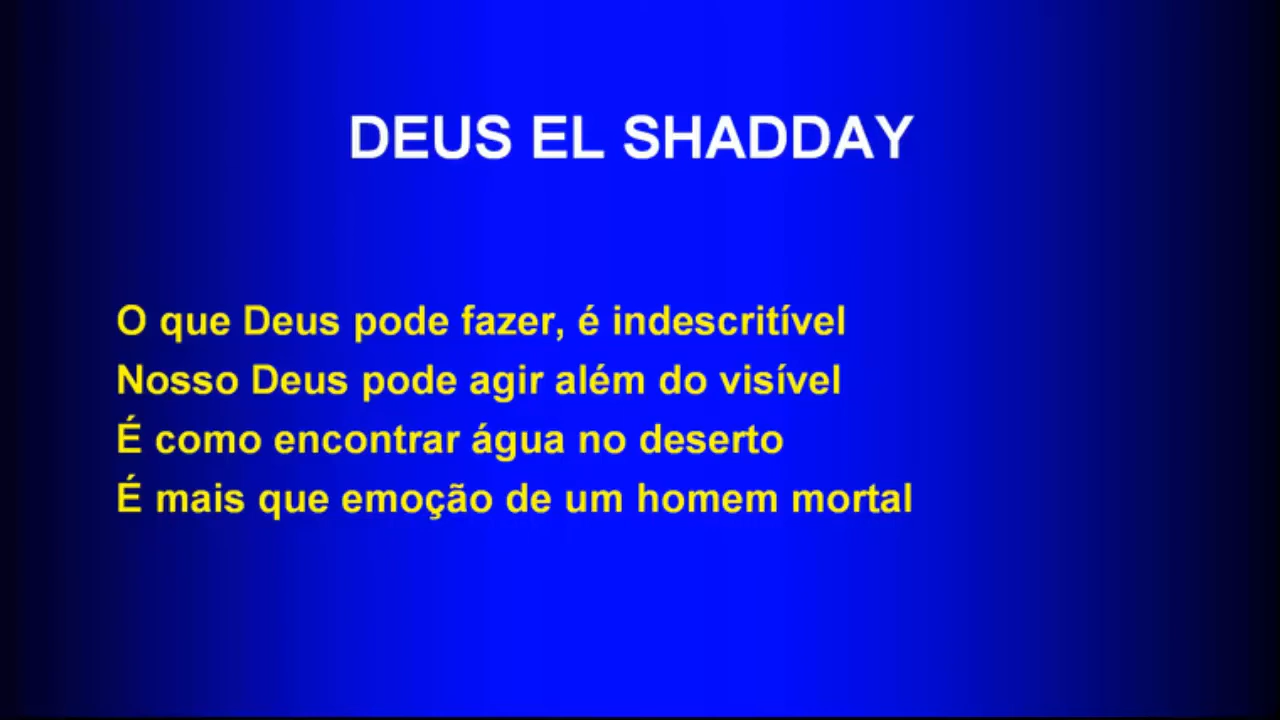 DEUS EL SHADDAY
O que Deus pode fazer, é indescritível
Nosso Deus pode agir além do visível
É como encontrar água no deserto
É mais que emoção de um homem mortal